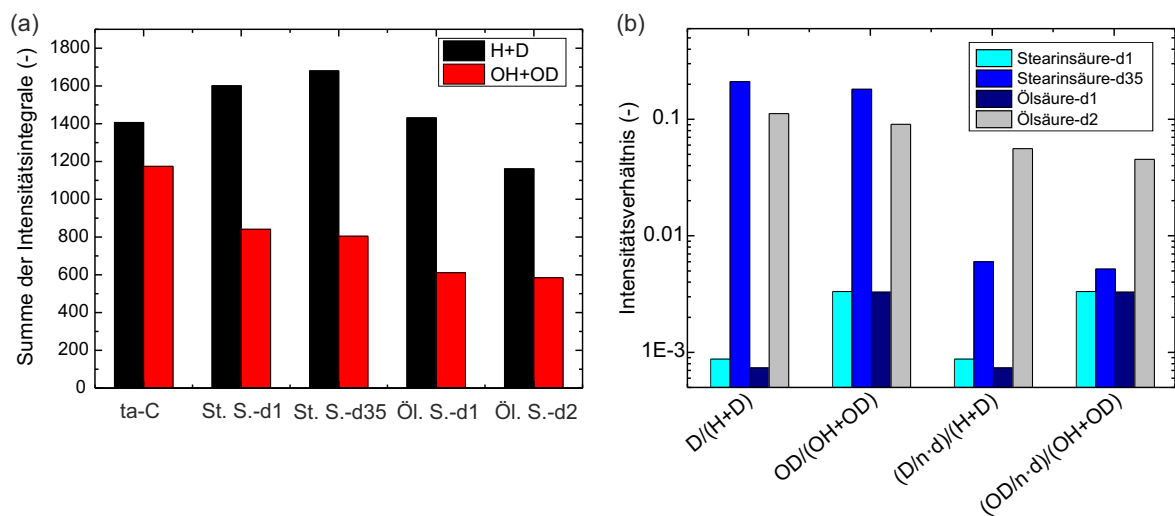 (a)
Summe der Intensitätsintegrale (-)
1800
1600
1400
1200
1000
800
600
400
200
0
H+D
OH+OD
ta-C
St. S.-d1
St. S.-d35
Öl. S.-d1
Öl. S.-d2
(b)
Intensitätsverhältnis (-)
0.1
0.01
1E-3
Stearinsäure-d1
Stearinsäure-d35
Ölsäure-d1
Ölsäure-d2
D/(H+D)
OD/(OH+OD)
(D/n·d)/(H+D)
(OD/n·d)/(OH+OD)